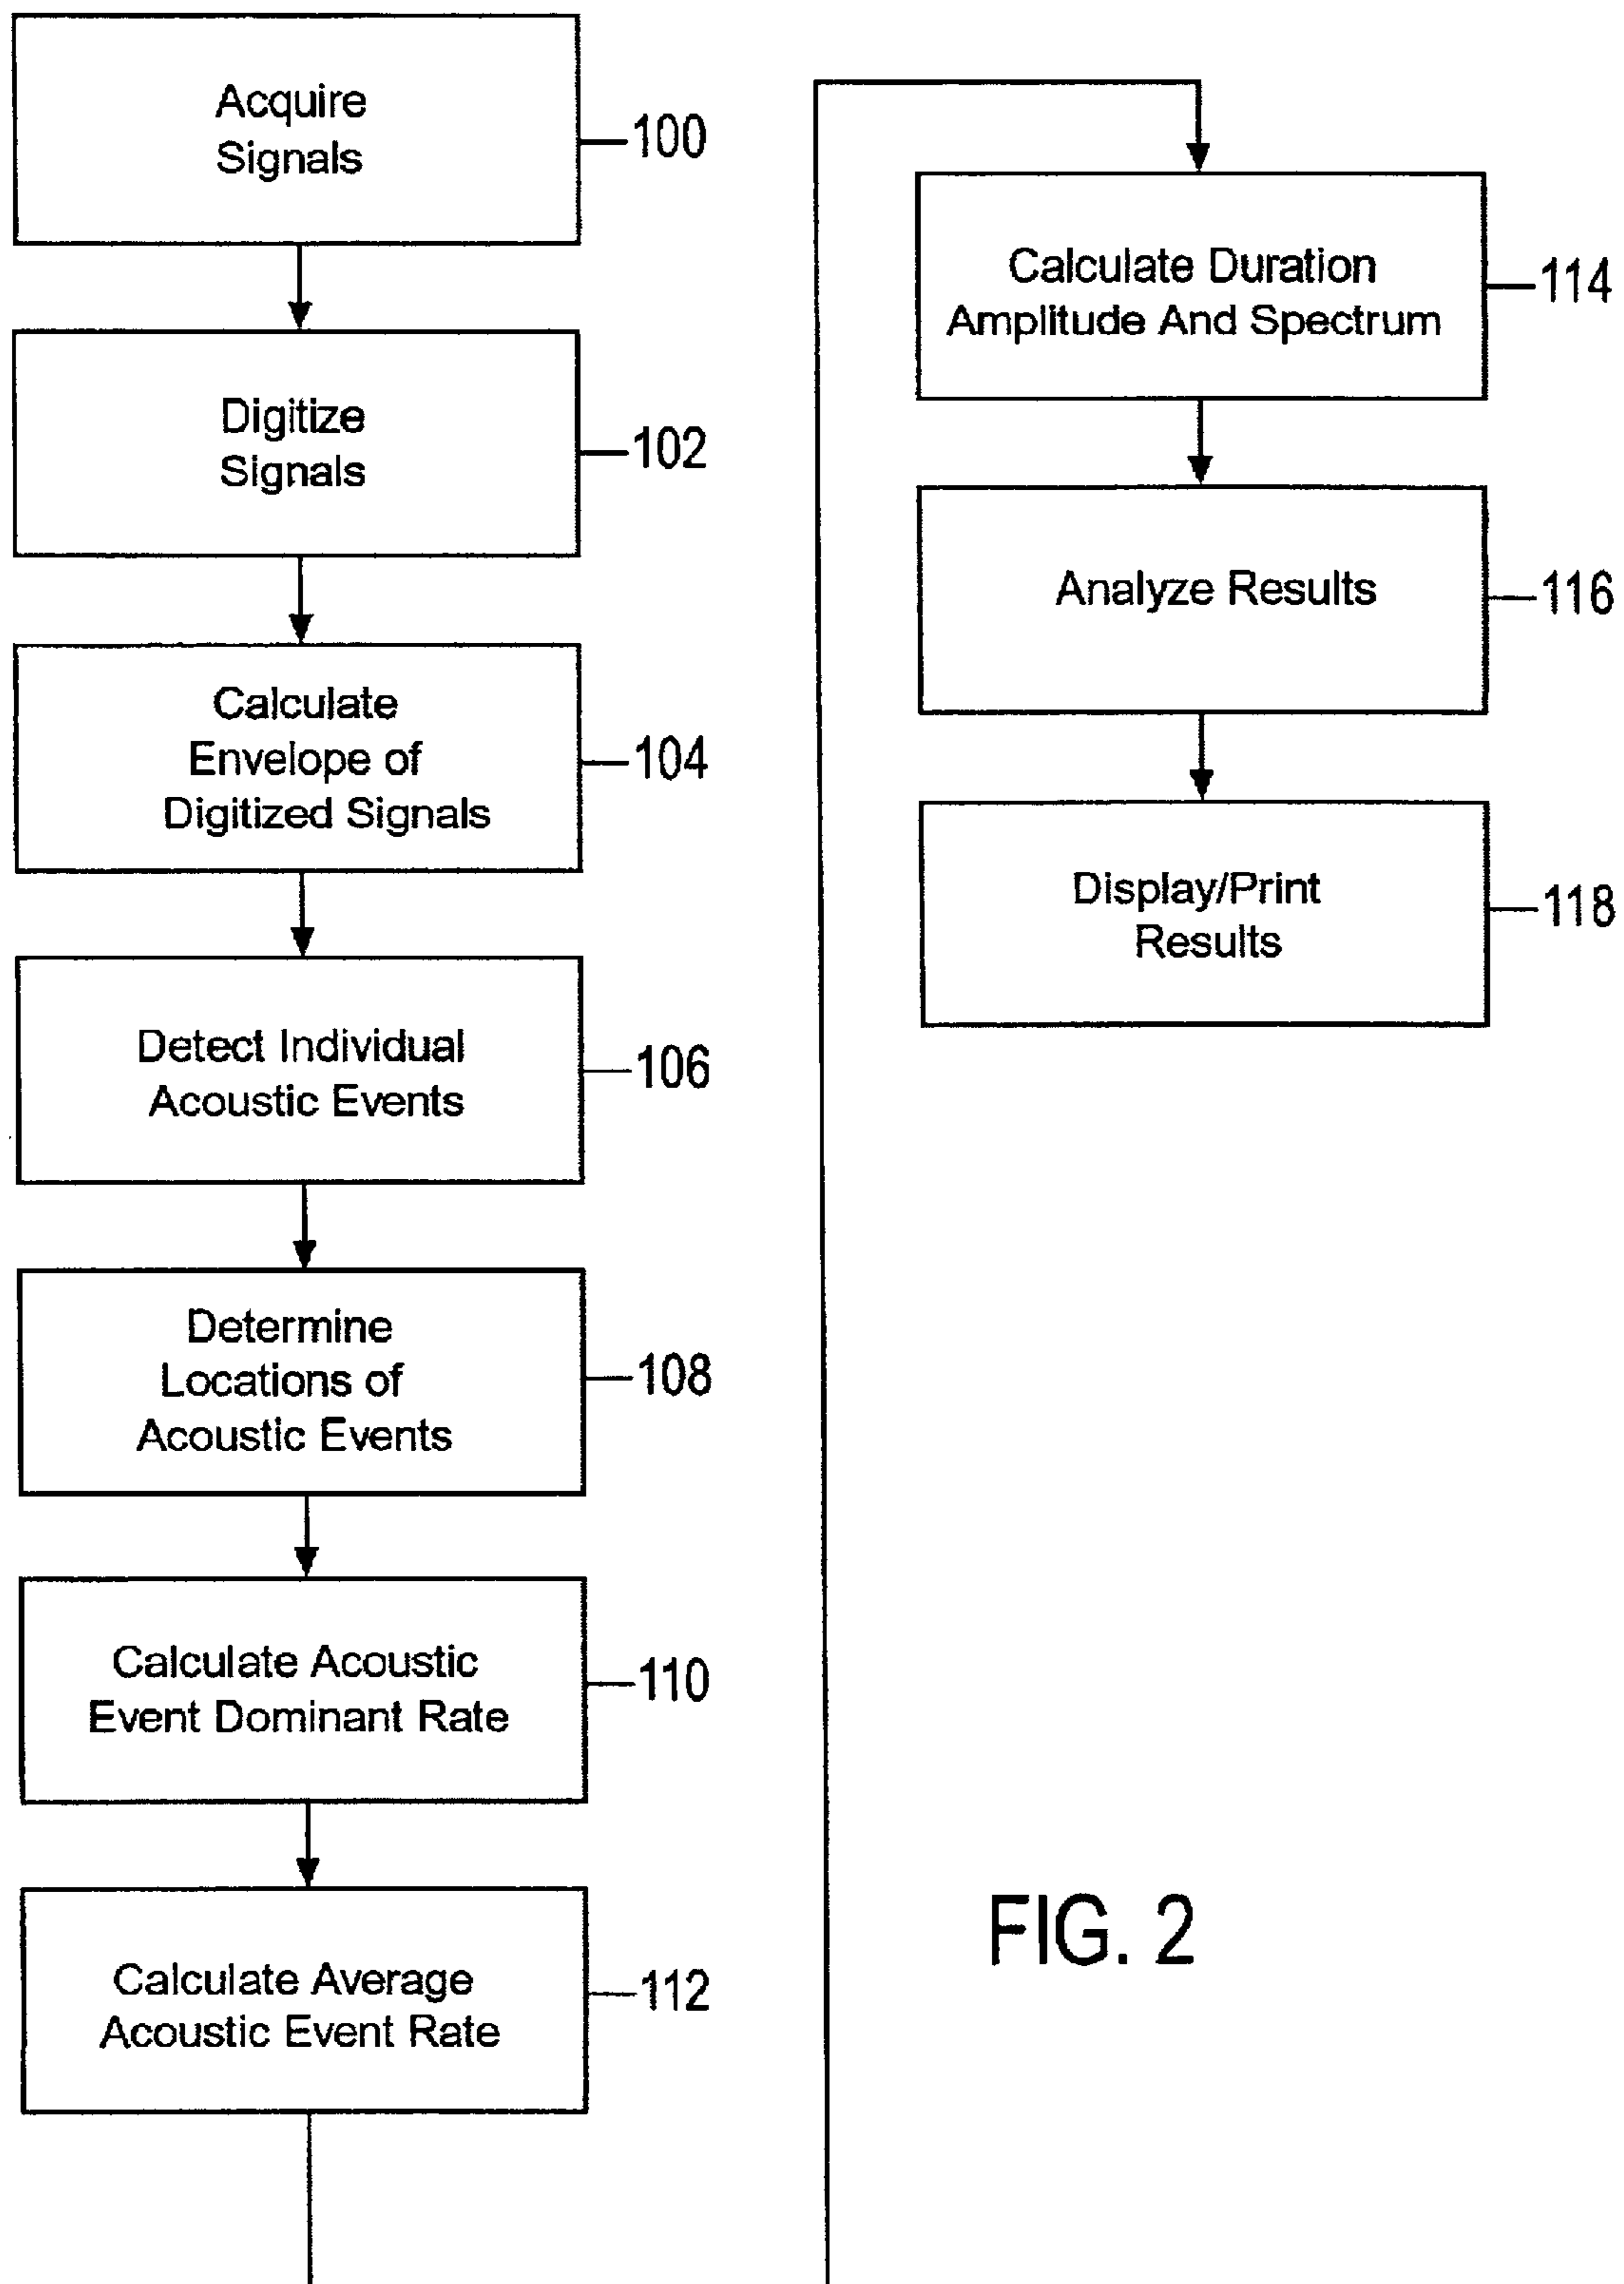 Acquire
Signals
100
Digitize
Signals
102
Calculate
Envelope of
Digitized Signals
104
Detect Individual
Acoustic Events
106
Determine
Locations of
Acoustic Events
108
Calculate Acoustic
Event Dominant Rate
110
Calculate Average
Acoustic Event Rate
112
Calculate Duration
Amplitude And Spectrum
114
Analyze Results
116
Display/Print
Results
118
FIG. 2